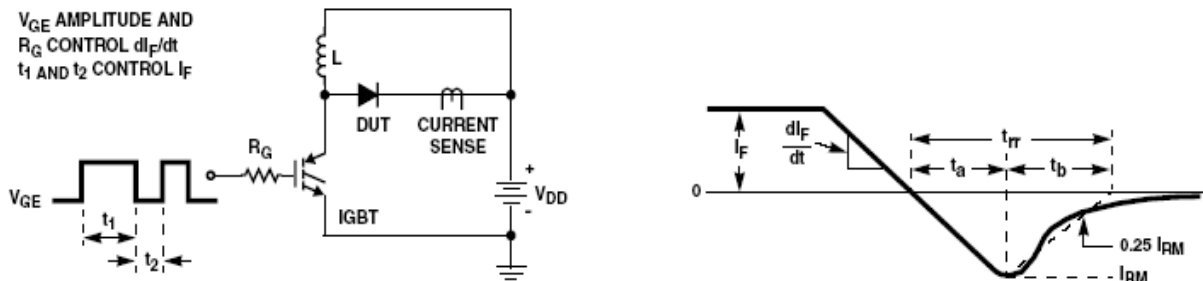 VGE AMPLITUDE AND
RG CONTROL dIF/dt
t1 AND t2 CONTROL IF
L
DUT
CURRENT
SENSE
RG
VGE
t1
t2
IGBT
+
VDD
-
IF
dIF
dt
trr
ta
tb
0
0.25 IRM
IRM